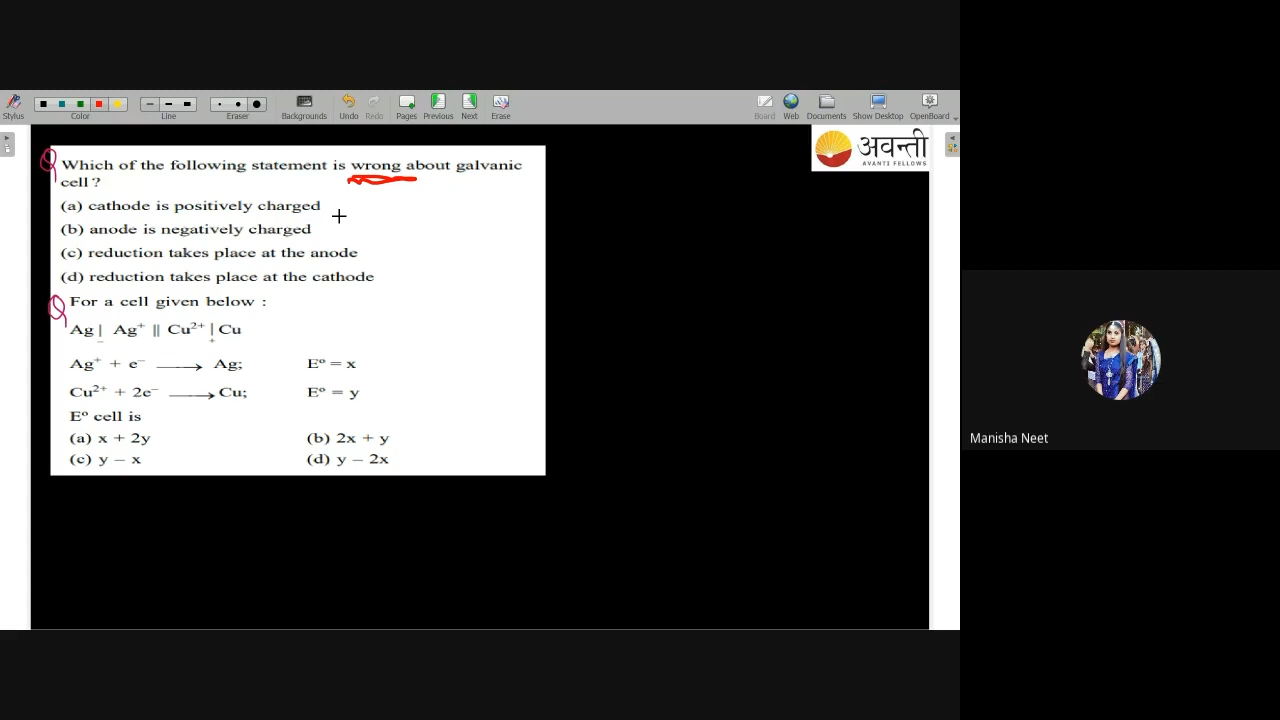 Stylus
Color
Line
Eraser
Backgrounds
Undo
Redo
Pages
Previous
Next
Erase
Board
Web
Documents
Show Desktop
OpenBoard
अवन्ती
AVANTI FELLOWS
Q Which of the following statement is wrong about galvanic
cell ?
(a) cathode is positively charged
(b) anode is negatively charged
(c) reduction takes place at the anode
(d) reduction takes place at the cathode
Q For a cell given below :
Ag | Ag⁺ || Cu²⁺ | Cu
− +
Ag⁺ + e⁻ ⟶ Ag; Eº = x
Cu²⁺ + 2e⁻ ⟶ Cu; Eº = y
Eº cell is
(a) x + 2y (b) 2x + y
(c) y − x (d) y − 2x
Manisha Neet